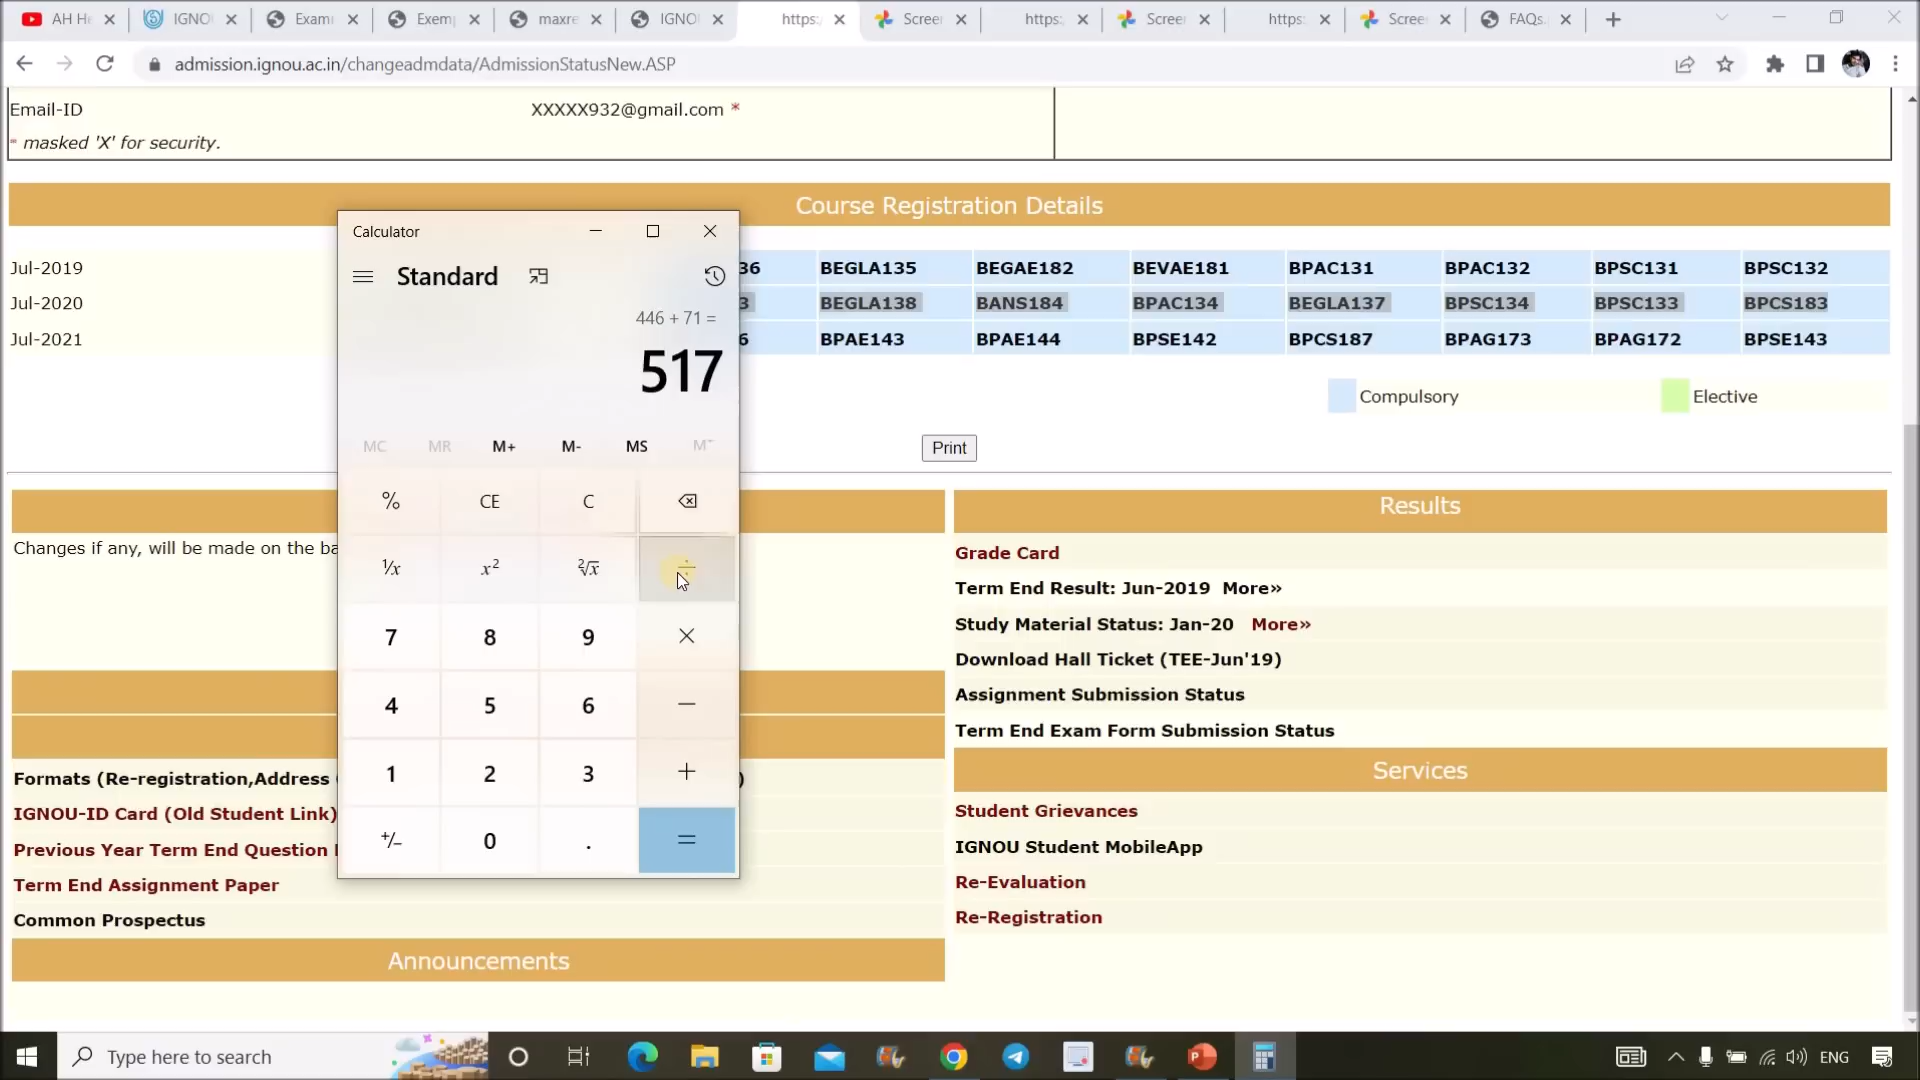 AH He
IGNOU
Exami
Exemp
maxre
IGNOU
https:
Screen
https:
Screen
https:
Screen
FAQs.
admission.ignou.ac.in/changeadmdata/AdmissionStatusNew.ASP
Email-ID XXXXX932@gmail.com *
* masked 'X' for security.
Course Registration Details
Jul-2019 36 BEGLA135 BEGAE182 BEVAE181 BPAC131 BPAC132 BPSC131 BPSC132
Jul-2020 3 BEGLA138 BANS184 BPAC134 BEGLA137 BPSC134 BPSC133 BPCS183
Jul-2021 6 BPAE143 BPAE144 BPSE142 BPCS187 BPAG173 BPAG172 BPSE143
Compulsory Elective
Print
Calculator
Standard
446 + 71 =
517
MC MR M+ M- MS M˅
% CE C
¹/x x² ²√x ÷
7 8 9 ×
4 5 6 −
1 2 3 +
+/− 0 . =
Changes if any, will be made on the ba
Formats (Re-registration,Address )
IGNOU-ID Card (Old Student Link)
Previous Year Term End Question
Term End Assignment Paper
Common Prospectus
Announcements
Results
Grade Card
Term End Result: Jun-2019 More»
Study Material Status: Jan-20 More»
Download Hall Ticket (TEE-Jun'19)
Assignment Submission Status
Term End Exam Form Submission Status
Services
Student Grievances
IGNOU Student MobileApp
Re-Evaluation
Re-Registration
Type here to search
ENG